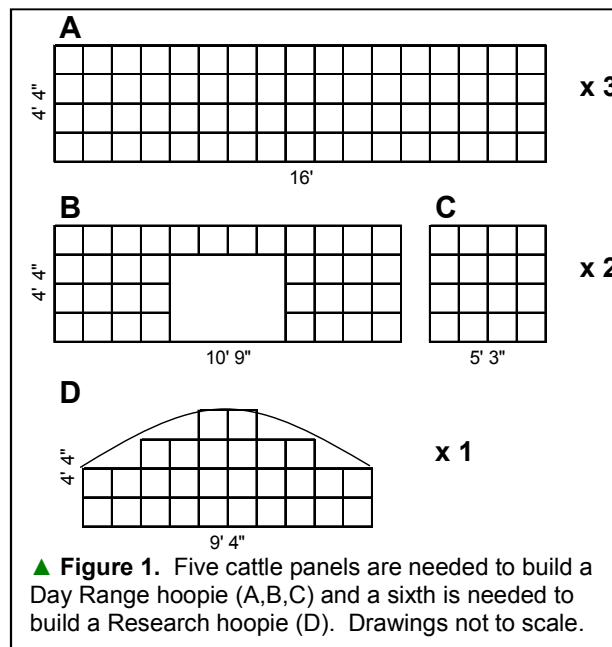 A
4' 4"
x 3
16'
B
C
4' 4"
x 2
10' 9"
5' 3"
D
4' 4"
x 1
9' 4"
▲ Figure 1. Five cattle panels are needed to build a
Day Range hoopie (A,B,C) and a sixth is needed to
build a Research hoopie (D). Drawings not to scale.